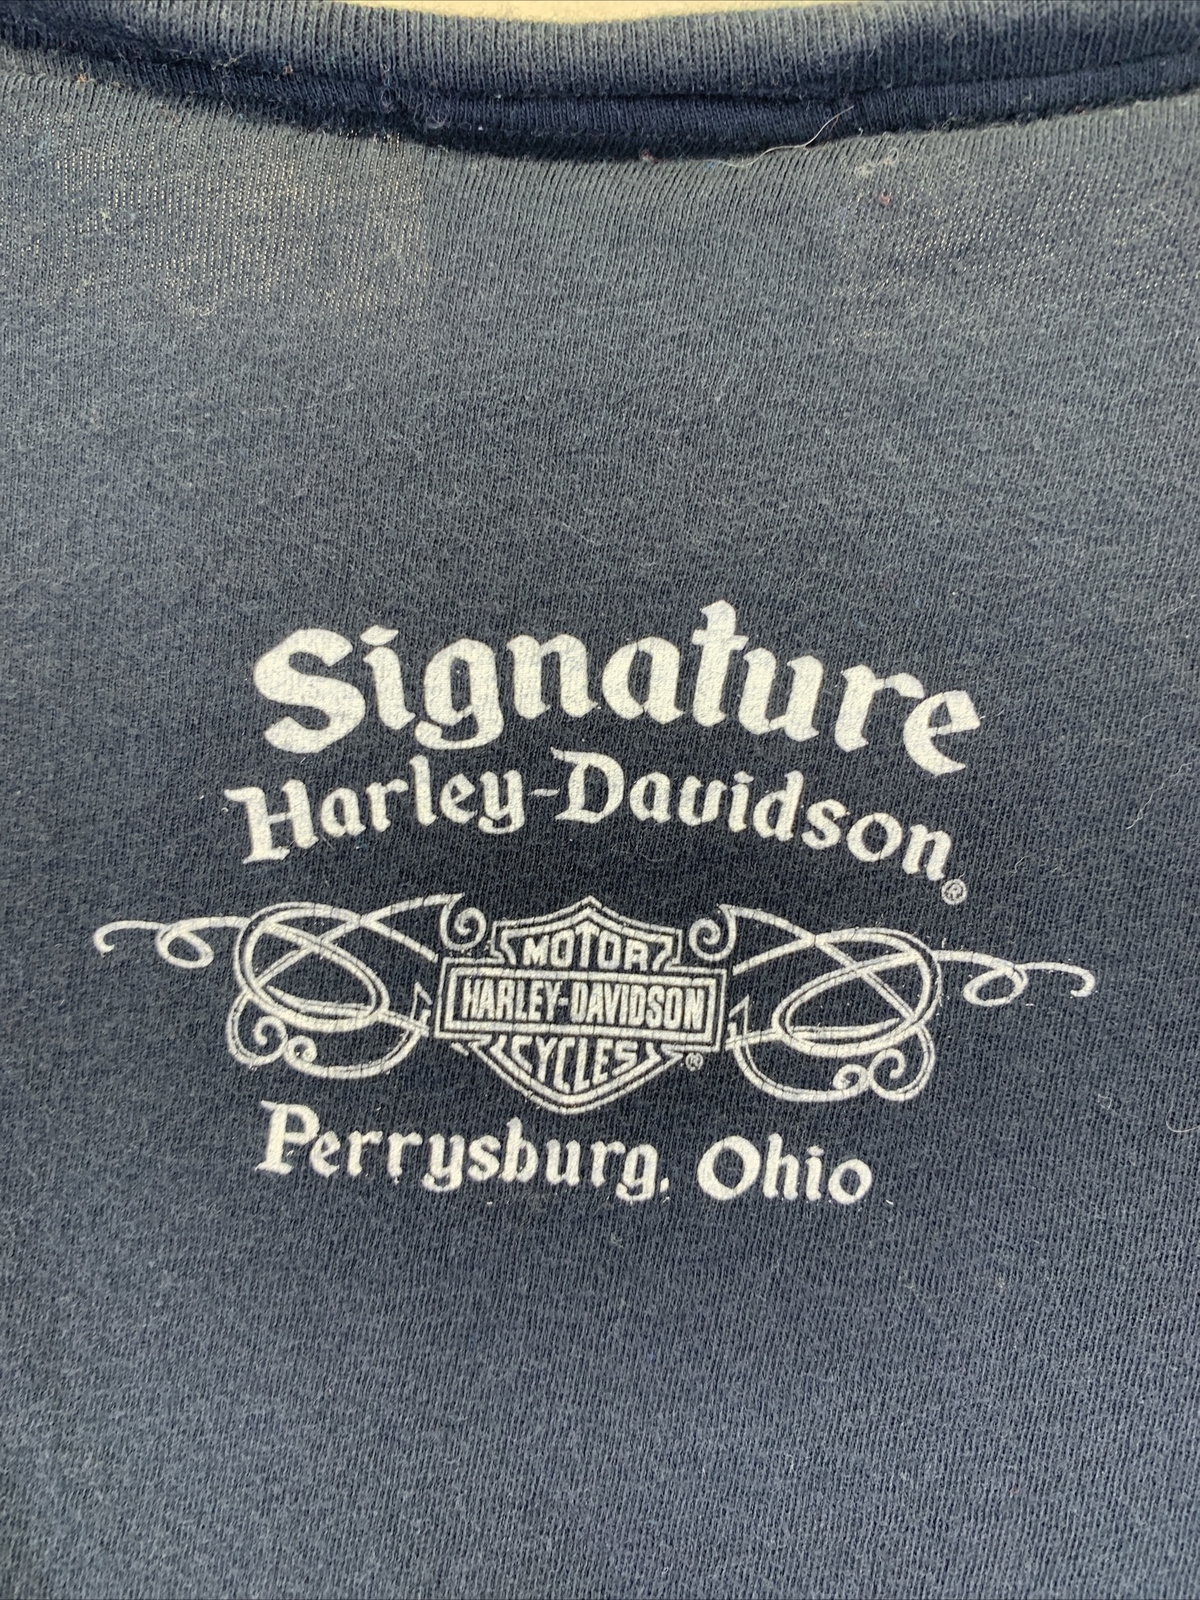 Signature
Harley-Davidson®
MOTOR
HARLEY-DAVIDSON
CYCLES ®
Perrysburg, Ohio